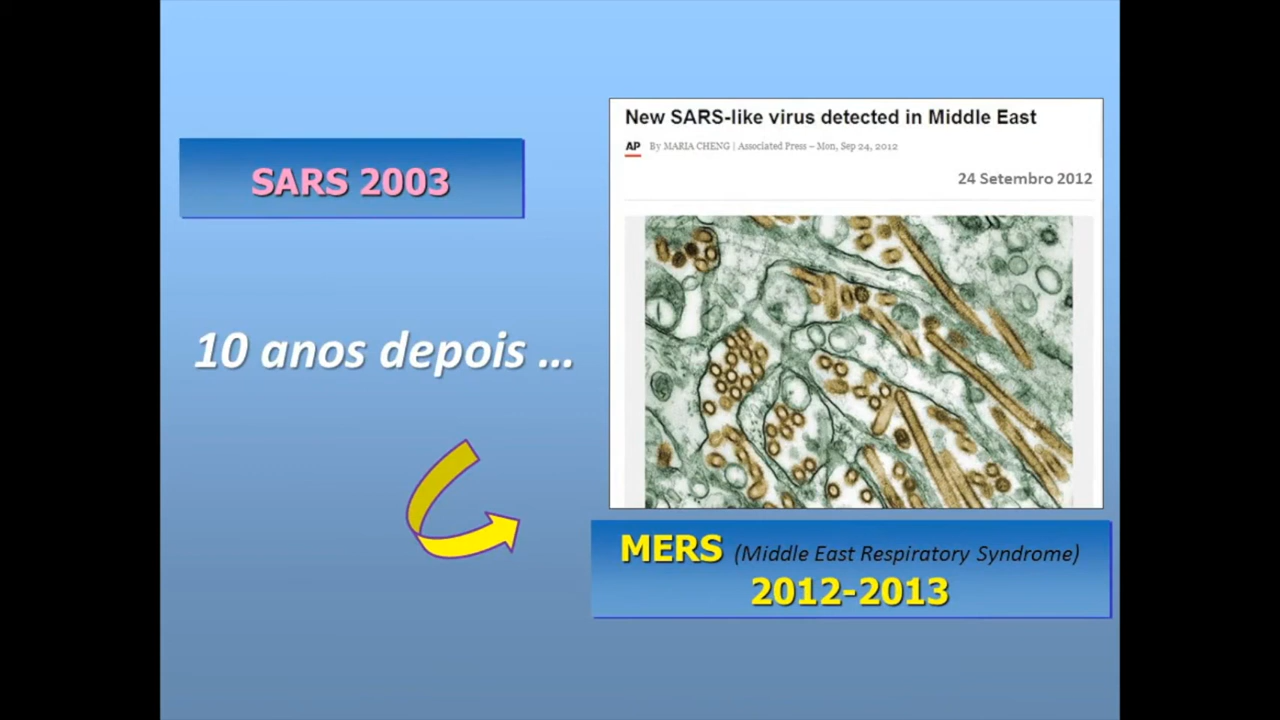 SARS 2003
10 anos depois ...
New SARS-like virus detected in Middle East
AP By MARIA CHENG | Associated Press – Mon, Sep 24, 2012
24 Setembro 2012
MERS (Middle East Respiratory Syndrome)
2012-2013